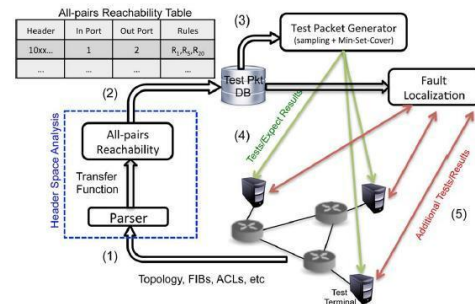 All-pairs Reachability Table
Header In Port Out Port Rules
10xx... 1 2 R1,R5,R20
... ... ... ...
(3)
Test Packet Generator
(sampling + Min-Set-Cover)
(2)
Test Pkt
DB
Fault
Localization
Header Space Analysis
All-pairs
Reachability
Transfer
Function
Parser
(4)
Tests/Expect Results
Additional Tests/Results
(5)
(1)
Topology, FIBs, ACLs, etc
Test
Terminal